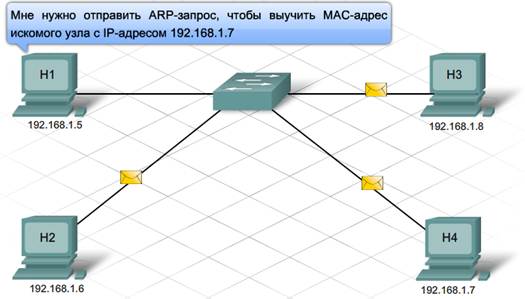 Мне нужно отправить ARP-запрос, чтобы выучить MAC-адрес
искомого узла с IP-адресом 192.168.1.7
H1
H3
192.168.1.5
192.168.1.8
H2
H4
192.168.1.6
192.168.1.7